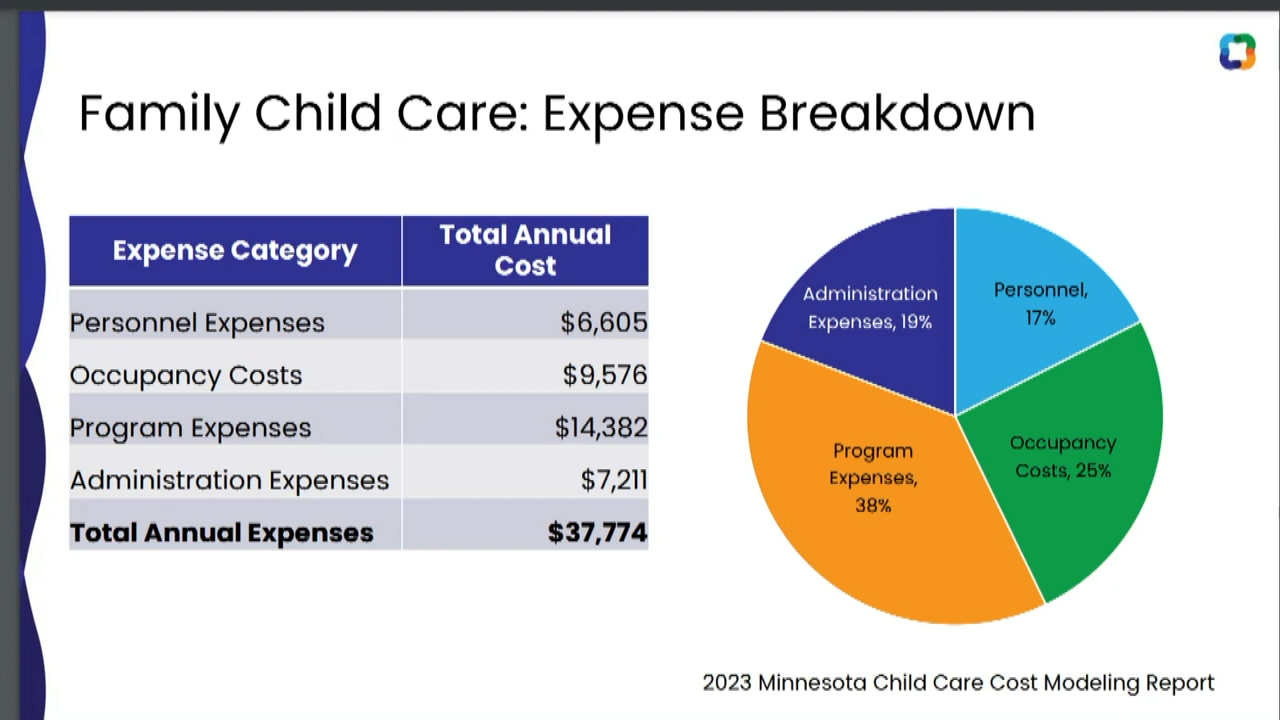 Family Child Care: Expense Breakdown
Expense Category
Total Annual
Cost
Personnel Expenses
$6,605
Occupancy Costs
$9,576
Program Expenses
$14,382
Administration Expenses
$7,211
Total Annual Expenses
$37,774
Administration
Expenses, 19%
Personnel,
17%
Occupancy
Costs, 25%
Program
Expenses,
38%
2023 Minnesota Child Care Cost Modeling Report